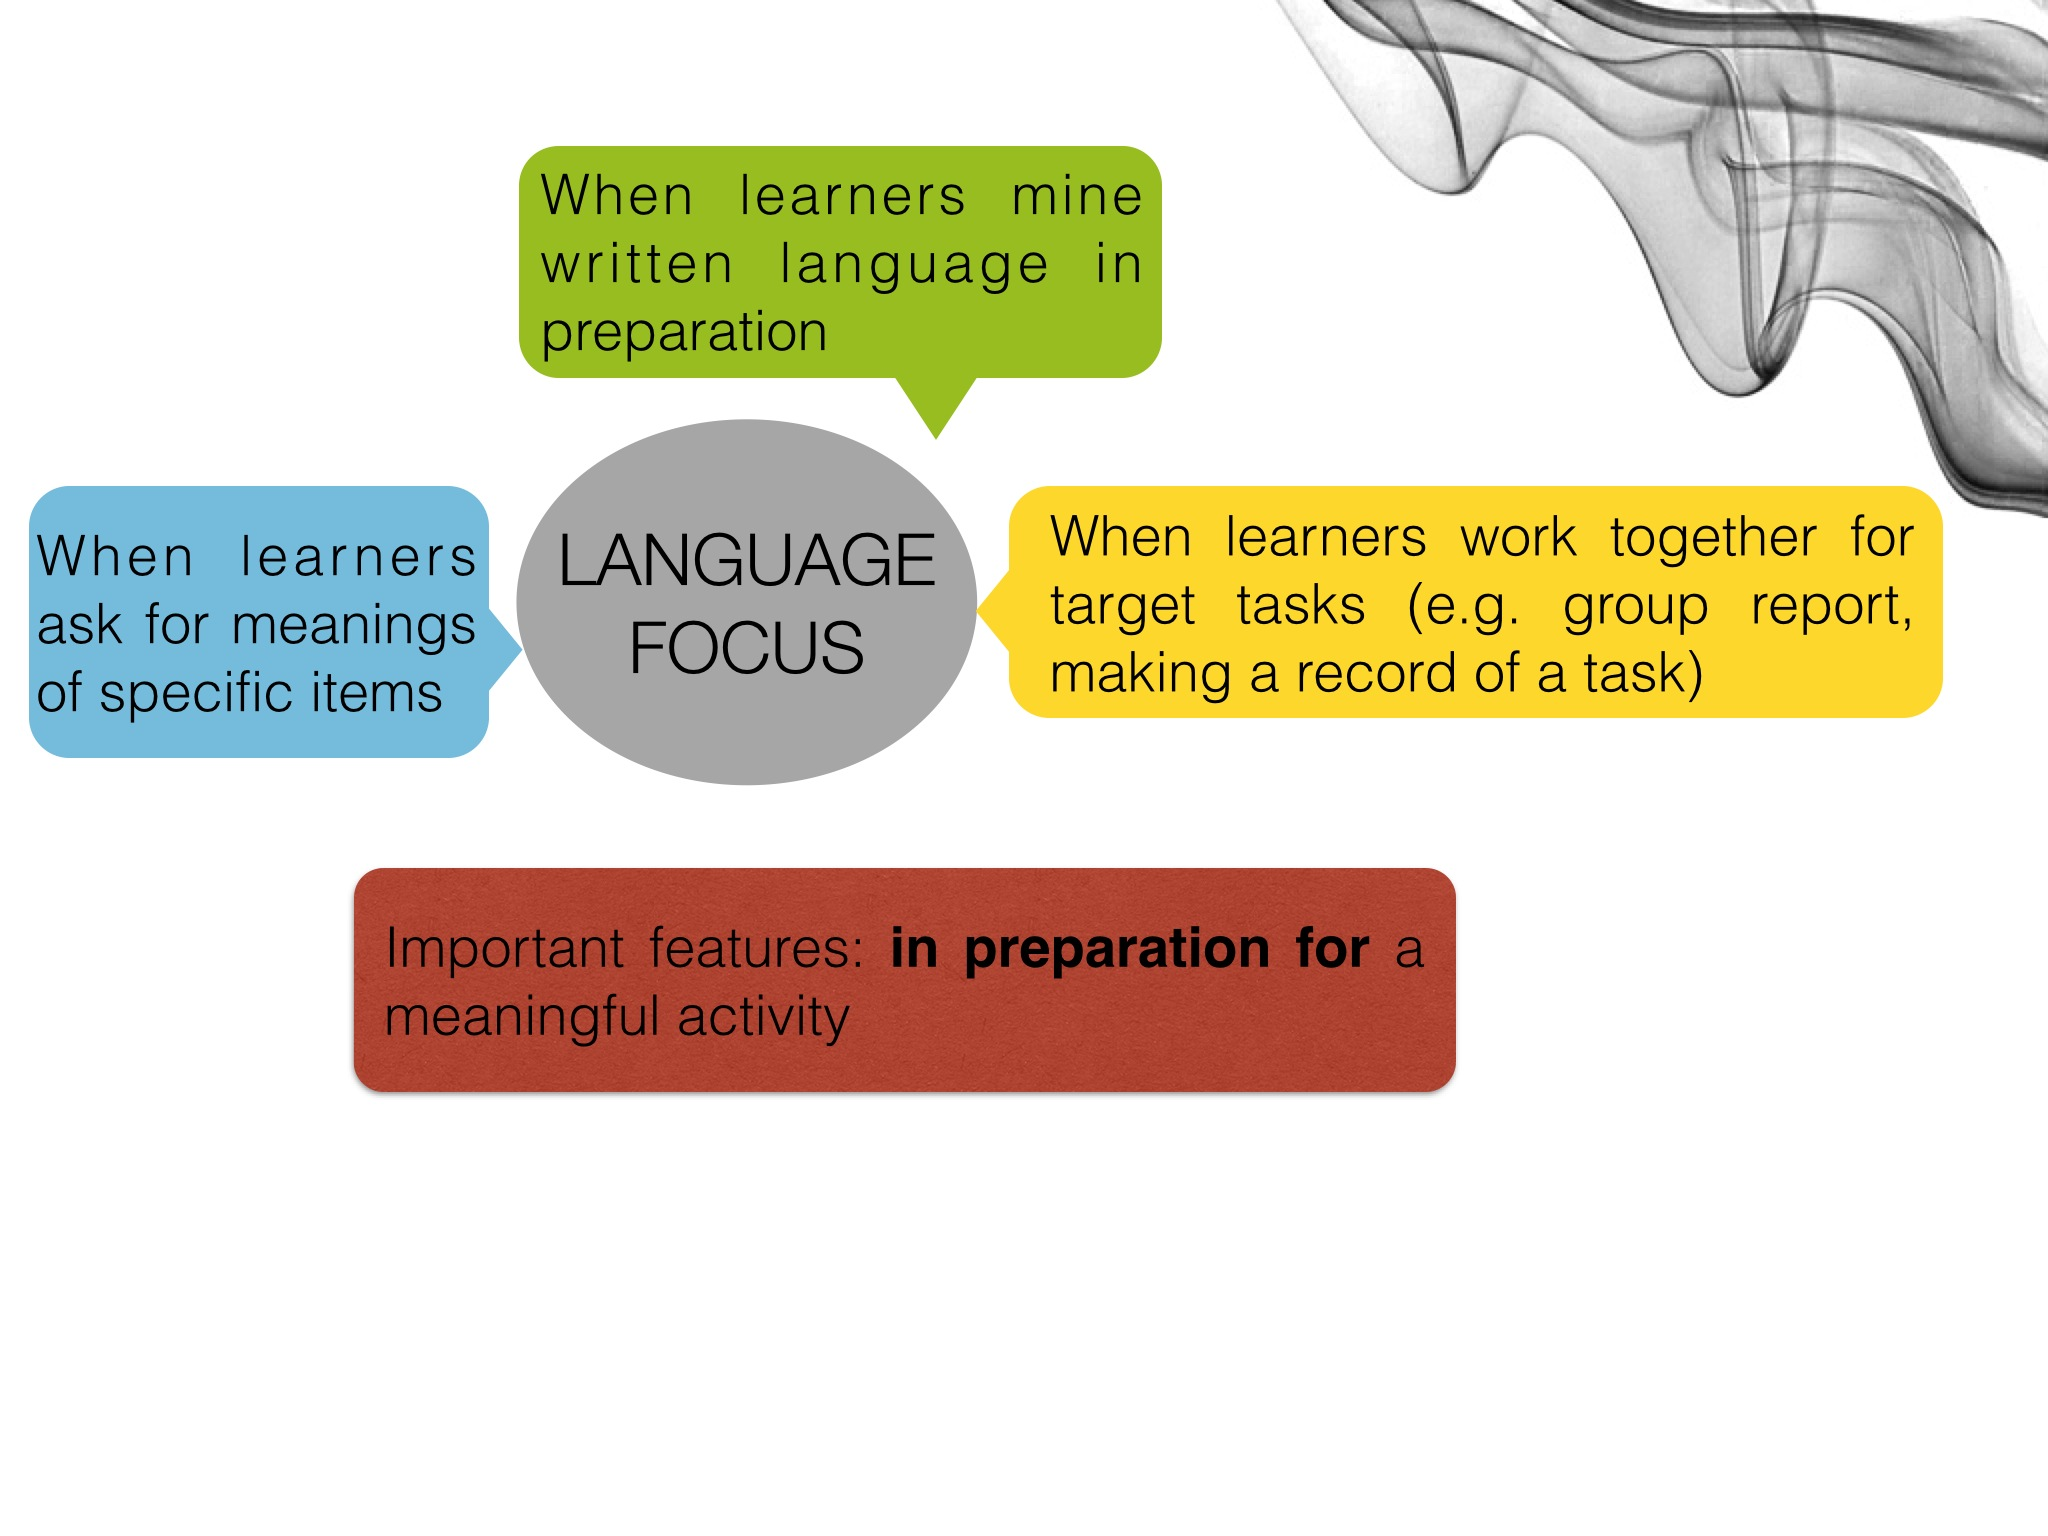 When learners mine
written language in
preparation
When learners
ask for meanings
of specific items
LANGUAGE
FOCUS
When learners work together for
target tasks (e.g. group report,
making a record of a task)
Important features: in preparation for a
meaningful activity